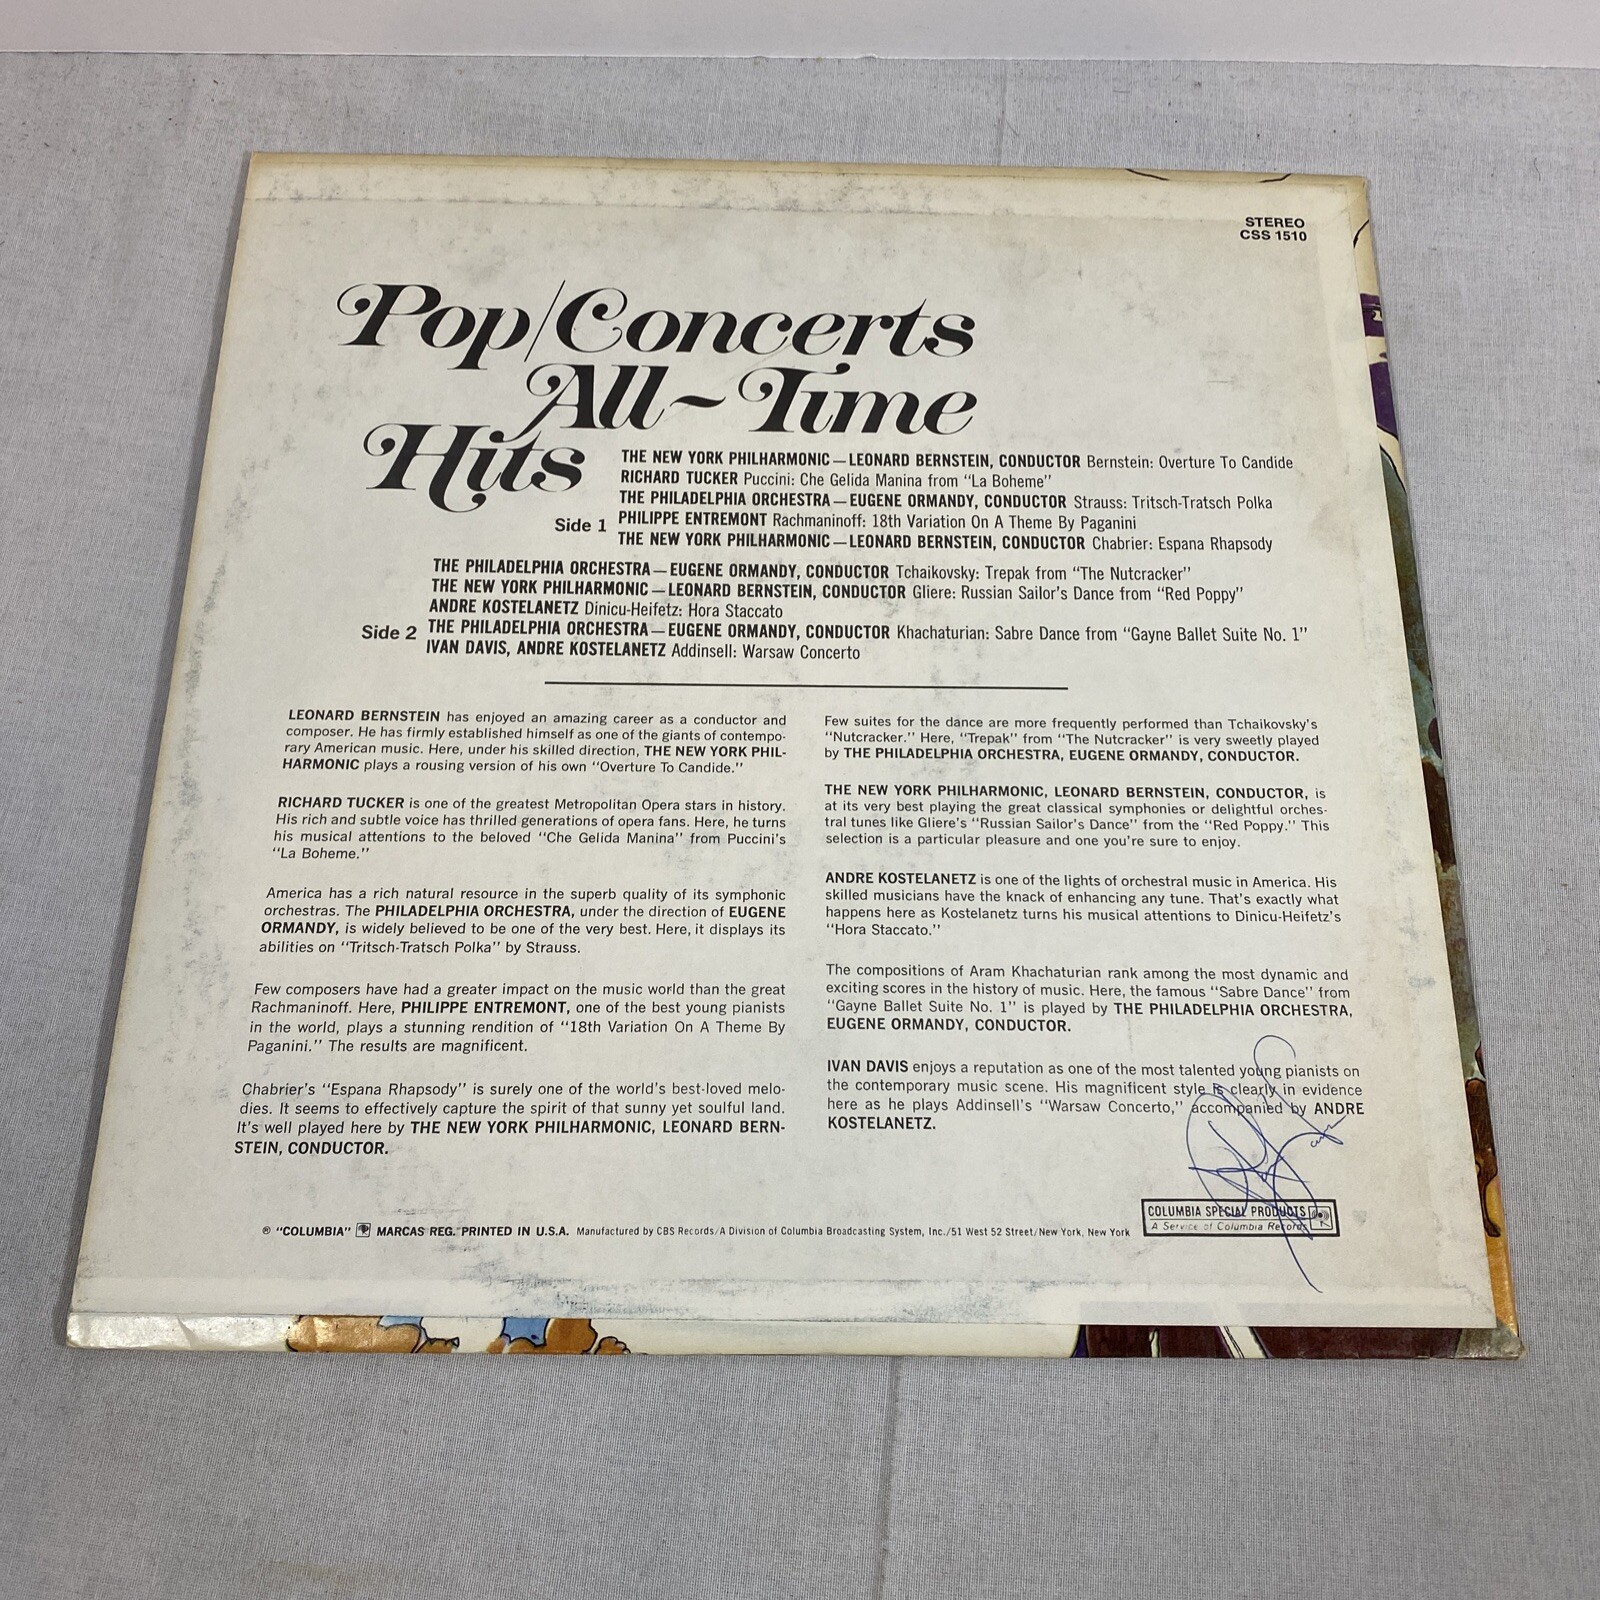 STEREO
CSS 1510
Pop/Concerts
All~Time
Hits
THE NEW YORK PHILHARMONIC—LEONARD BERNSTEIN, CONDUCTOR Bernstein: Overture To Candide
RICHARD TUCKER Puccini: Che Gelida Manina from "La Boheme"
THE PHILADELPHIA ORCHESTRA—EUGENE ORMANDY, CONDUCTOR Strauss: Tritsch-Tratsch Polka
Side 1 PHILIPPE ENTREMONT Rachmaninoff: 18th Variation On A Theme By Paganini
THE NEW YORK PHILHARMONIC—LEONARD BERNSTEIN, CONDUCTOR Chabrier: Espana Rhapsody
THE PHILADELPHIA ORCHESTRA—EUGENE ORMANDY, CONDUCTOR Tchaikovsky: Trepak from "The Nutcracker"
THE NEW YORK PHILHARMONIC—LEONARD BERNSTEIN, CONDUCTOR Gliere: Russian Sailor's Dance from "Red Poppy"
ANDRE KOSTELANETZ Dinicu-Heifetz: Hora Staccato
Side 2 THE PHILADELPHIA ORCHESTRA—EUGENE ORMANDY, CONDUCTOR Khachaturian: Sabre Dance from "Gayne Ballet Suite No. 1"
IVAN DAVIS, ANDRE KOSTELANETZ Addinsell: Warsaw Concerto
LEONARD BERNSTEIN has enjoyed an amazing career as a conductor and
composer. He has firmly established himself as one of the giants of contempo-
rary American music. Here, under his skilled direction, THE NEW YORK PHIL-
HARMONIC plays a rousing version of his own "Overture To Candide."
RICHARD TUCKER is one of the greatest Metropolitan Opera stars in history.
His rich and subtle voice has thrilled generations of opera fans. Here, he turns
his musical attentions to the beloved "Che Gelida Manina" from Puccini's
"La Boheme."
America has a rich natural resource in the superb quality of its symphonic
orchestras. The PHILADELPHIA ORCHESTRA, under the direction of EUGENE
ORMANDY, is widely believed to be one of the very best. Here, it displays its
abilities on "Tritsch-Tratsch Polka" by Strauss.
Few composers have had a greater impact on the music world than the great
Rachmaninoff. Here, PHILIPPE ENTREMONT, one of the best young pianists
in the world, plays a stunning rendition of "18th Variation On A Theme By
Paganini." The results are magnificent.
Chabrier's "Espana Rhapsody" is surely one of the world's best-loved melo-
dies. It seems to effectively capture the spirit of that sunny yet soulful land.
It's well played here by THE NEW YORK PHILHARMONIC, LEONARD BERN-
STEIN, CONDUCTOR.
Few suites for the dance are more frequently performed than Tchaikovsky's
"Nutcracker." Here, "Trepak" from "The Nutcracker" is very sweetly played
by THE PHILADELPHIA ORCHESTRA, EUGENE ORMANDY, CONDUCTOR.
THE NEW YORK PHILHARMONIC, LEONARD BERNSTEIN, CONDUCTOR, is
at its very best playing the great classical symphonies or delightful orches-
tral tunes like Gliere's "Russian Sailor's Dance" from the "Red Poppy." This
selection is a particular pleasure and one you're sure to enjoy.
ANDRE KOSTELANETZ is one of the lights of orchestral music in America. His
skilled musicians have the knack of enhancing any tune. That's exactly what
happens here as Kostelanetz turns his musical attentions to Dinicu-Heifetz's
"Hora Staccato."
The compositions of Aram Khachaturian rank among the most dynamic and
exciting scores in the history of music. Here, the famous "Sabre Dance" from
"Gayne Ballet Suite No. 1" is played by THE PHILADELPHIA ORCHESTRA,
EUGENE ORMANDY, CONDUCTOR.
IVAN DAVIS enjoys a reputation as one of the most talented young pianists on
the contemporary music scene. His magnificent style is clearly in evidence
here as he plays Addinsell's "Warsaw Concerto," accompanied by ANDRE
KOSTELANETZ.
® "COLUMBIA" MARCAS REG. PRINTED IN U.S.A. Manufactured by CBS Records/A Division of Columbia Broadcasting System, Inc./51 West 52 Street/New York, New York
COLUMBIA SPECIAL PRODUCTS
A Service of Columbia Records